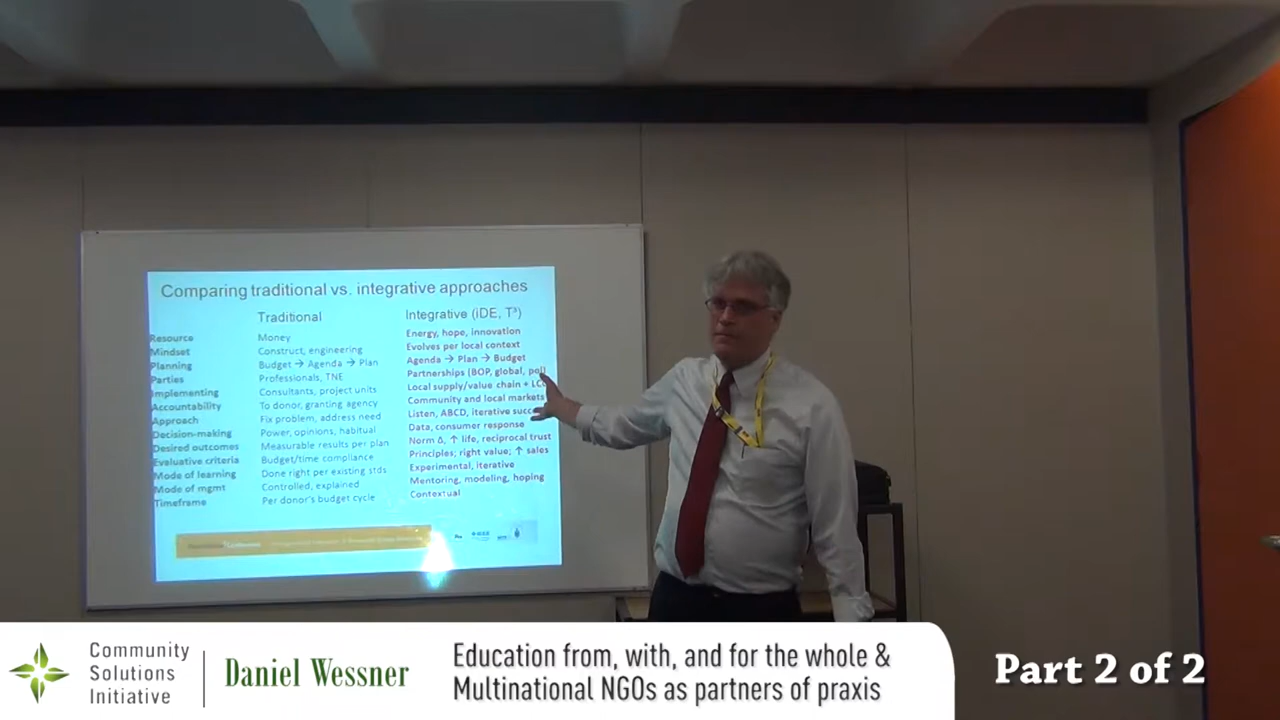 Comparing traditional vs. integrative approaches
Traditional Integrative (iDE, T³)
Resource Money Energy, hope, innovation
Mindset Construct, engineering Evolves per local context
Planning Budget → Agenda → Plan Agenda → Plan → Budget
Parties Professionals, TNE Partnerships (BOP, global,
Implementing Consultants, project units Local supply/value chain +
Accountability To donor, granting agency Community and local markets
Approach Fix problem, address need Listen, ABCD, iterative
Decision-making Power, opinions, habitual Data, consumer response
Desired outcomes Measurable results per plan Norm Δ, ↑ life, reciprocal trust
Evaluative criteria Budget/time compliance Principles; right value; ↑ sales
Mode of learning Done right per existing stds Experimental, iterative
Mode of mgmt Controlled, explained Mentoring, modeling, hoping
Timeframe Per donor's budget cycle Contextual
Community
Solutions
Initiative
Daniel Wessner
Education from, with, and for the whole &
Multinational NGOs as partners of praxis
Part 2 of 2